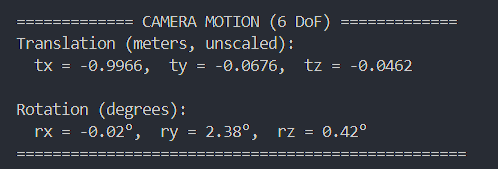 ============= CAMERA MOTION (6 DoF) =============
Translation (meters, unscaled):
tx = -0.9966, ty = -0.0676, tz = -0.0462
Rotation (degrees):
rx = -0.02°, ry = 2.38°, rz = 0.42°
==================================================